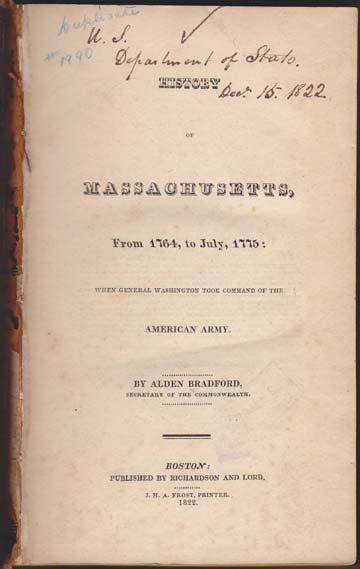 Duplicate
1990
U. S.
Department of State.
HISTORY
Decr. 15. 1822
OF
MASSACHUSETTS,
From 1764, to July, 1775:
WHEN GENERAL WASHINGTON TOOK COMMAND OF THE
AMERICAN ARMY.
BY ALDEN BRADFORD,
SECRETARY OF THE COMMONWEALTH.
BOSTON:
PUBLISHED BY RICHARDSON AND LORD.
J. H. A. FROST, PRINTER.
1822.